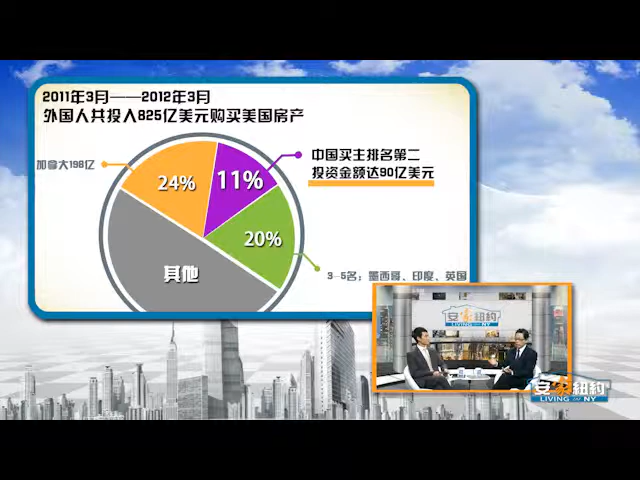 2011年3月——2012年3月
外国人共投入825亿美元购买美国房产
加拿大198亿
24%
11%
中国买主排名第二
投资金额达90亿美元
20%
其他
3-5名：墨西哥、印度、英国
安家紐約
LIVING IN NY
安家紐約
LIVING IN NY